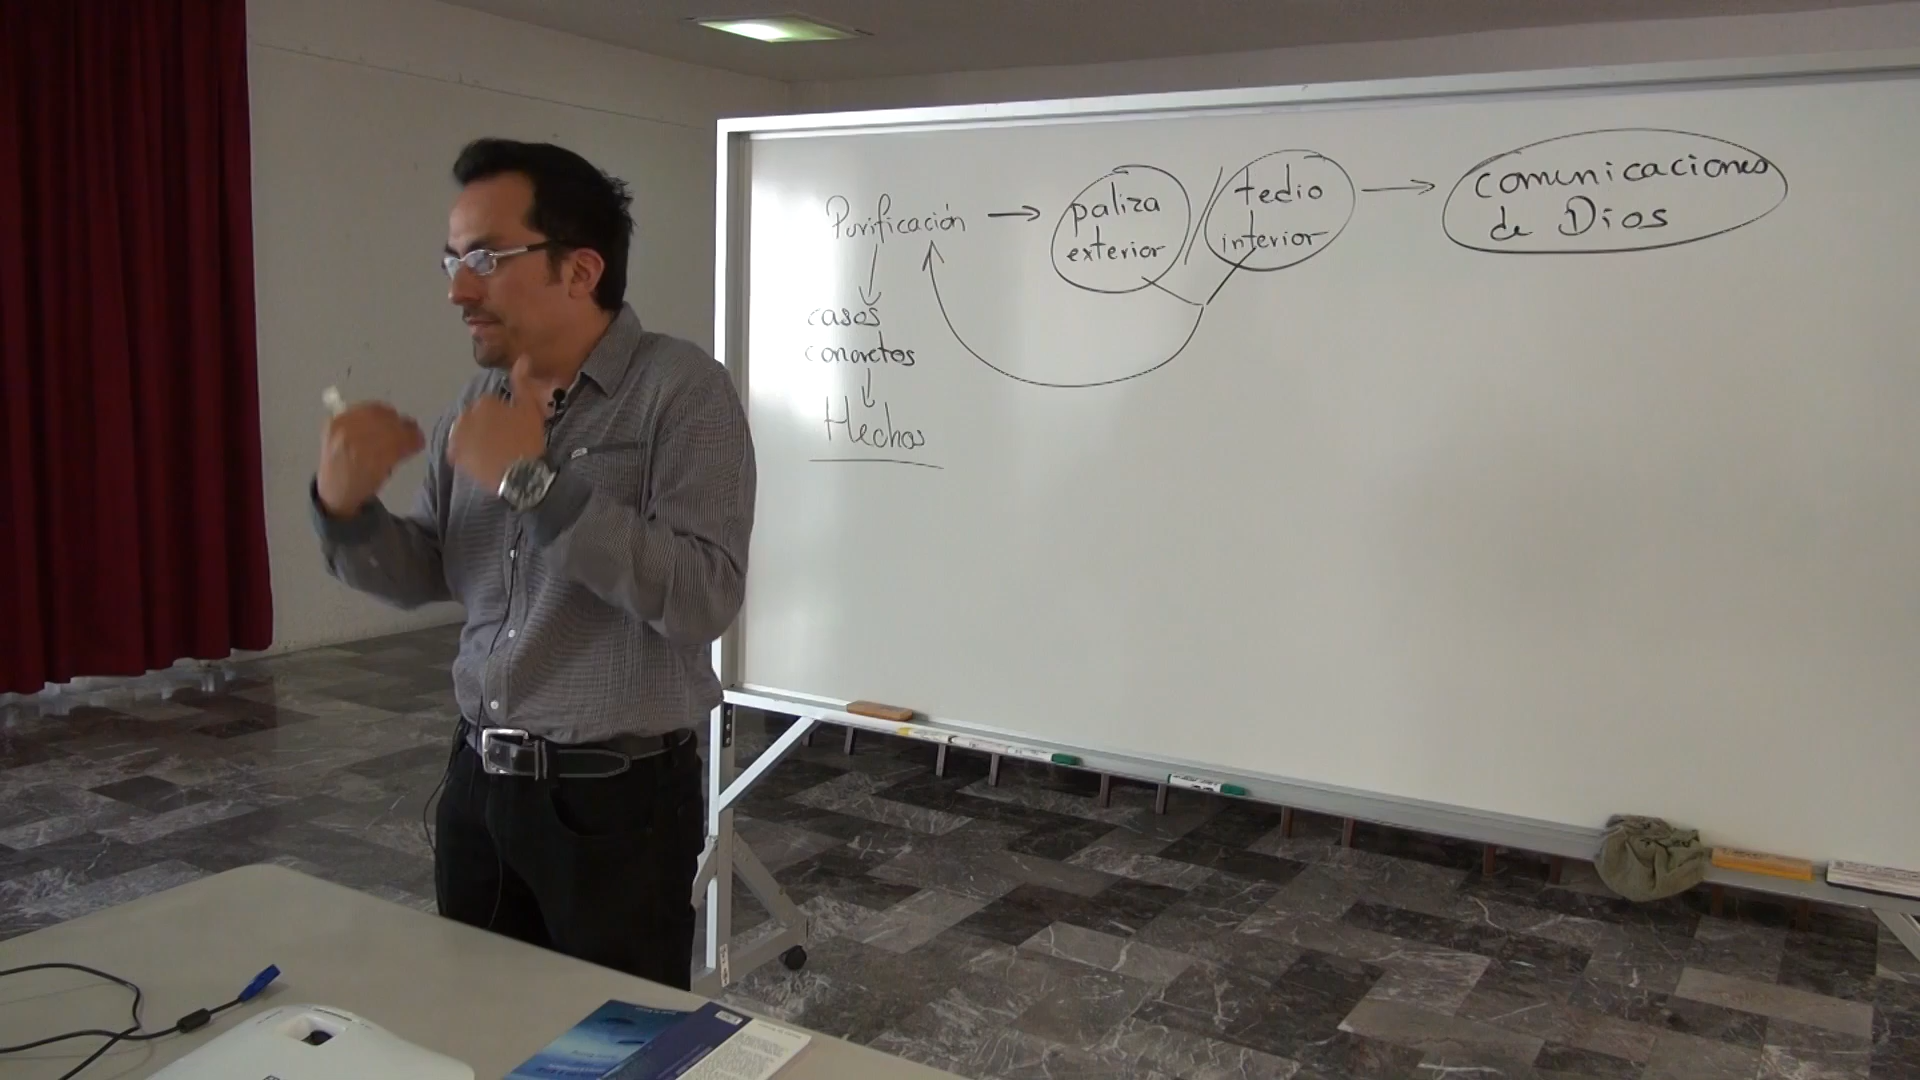 Purificación → paliza exterior / tedio interior → comunicaciones de Dios
casos
concretos
Hechos